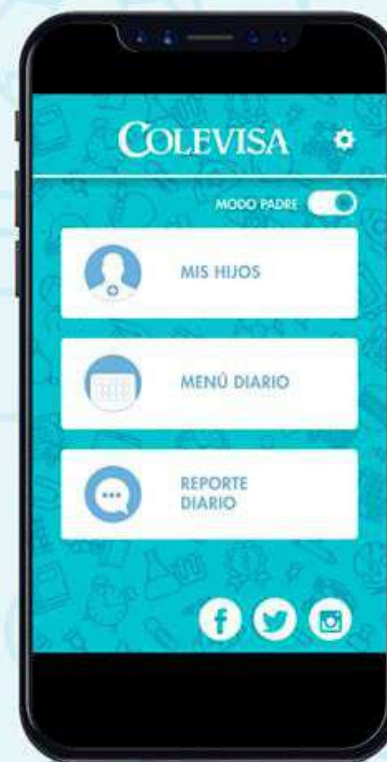 COLEVISA
MODO PADRE
MIS HIJOS
MENÚ DIARIO
REPORTE
DIARIO